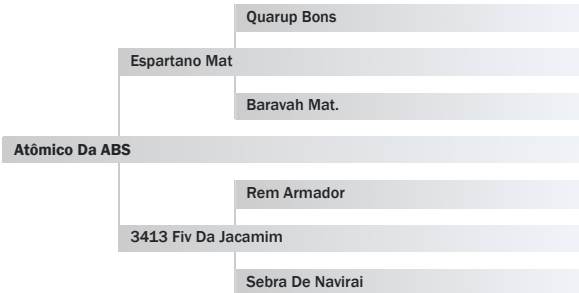 Quarup Bons
Espartano Mat
Baravah Mat.
Atômico Da ABS
Rem Armador
3413 Fiv Da Jacamim
Sebra De Navirai